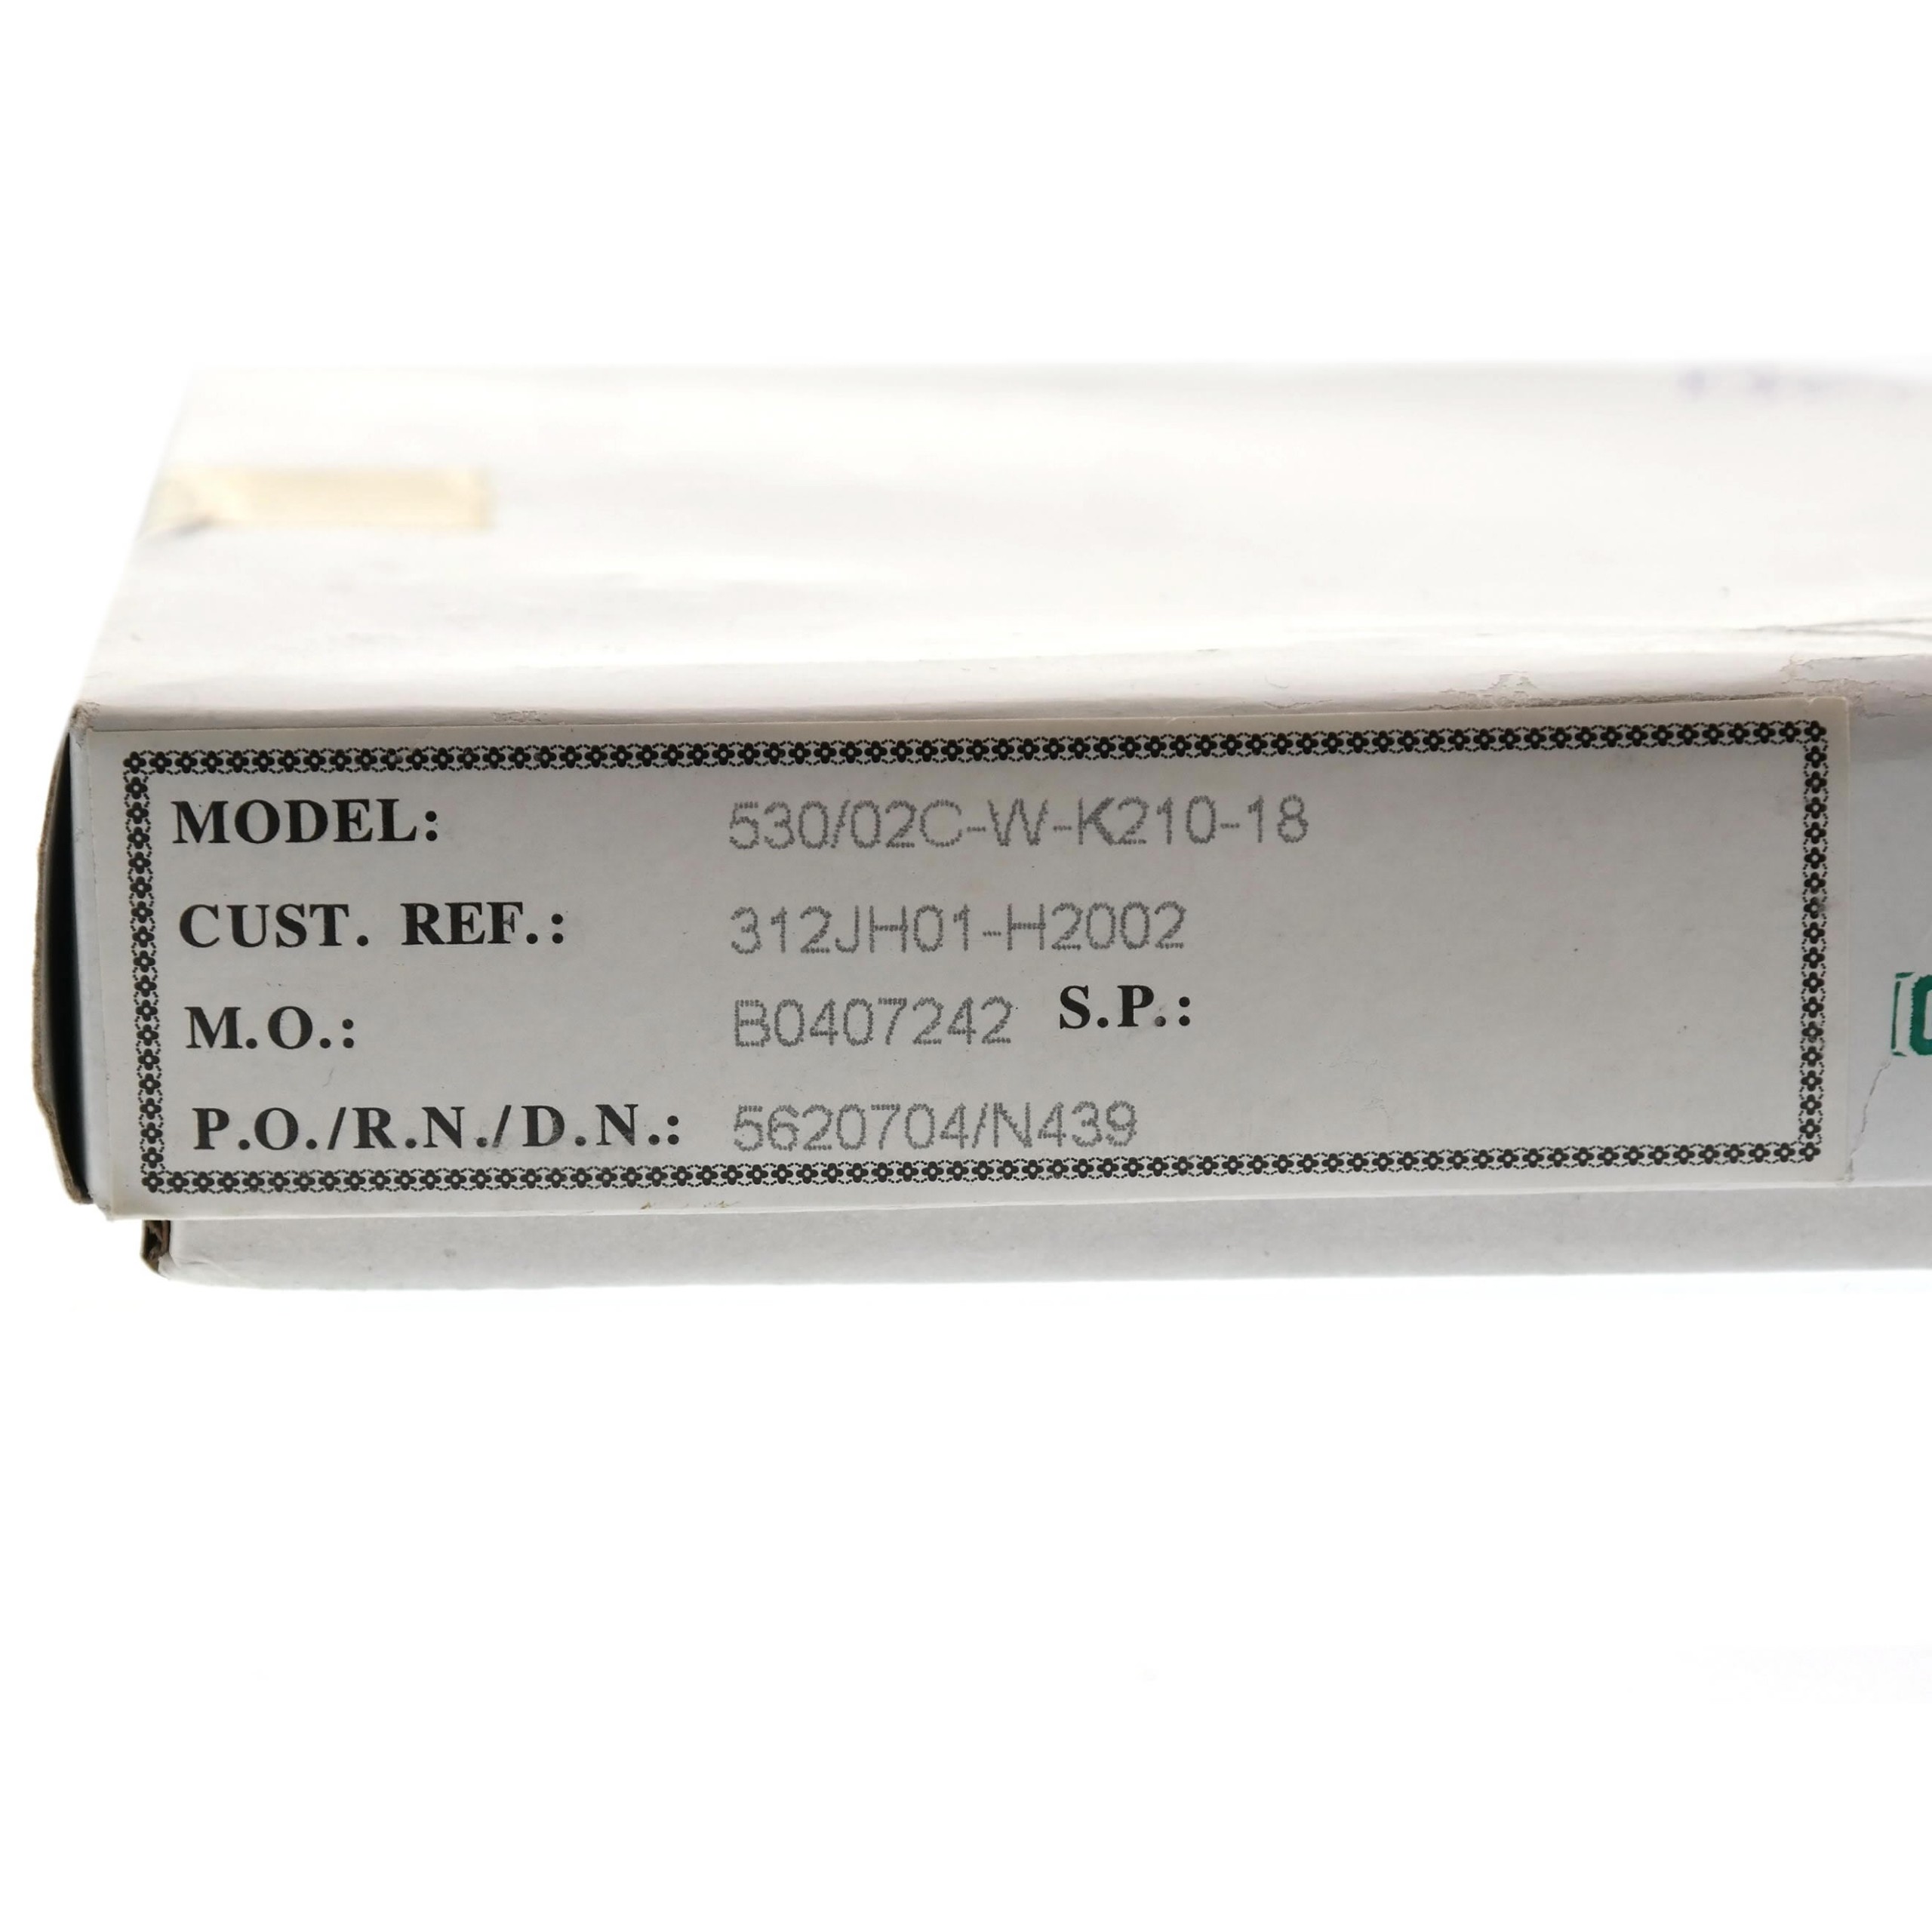 MODEL: 530/02C-W-K210-18
CUST. REF.: 312JH01-H2002
M.O.: B0407242 S.P.:
P.O./R.N./D.N.: 5620704/N439